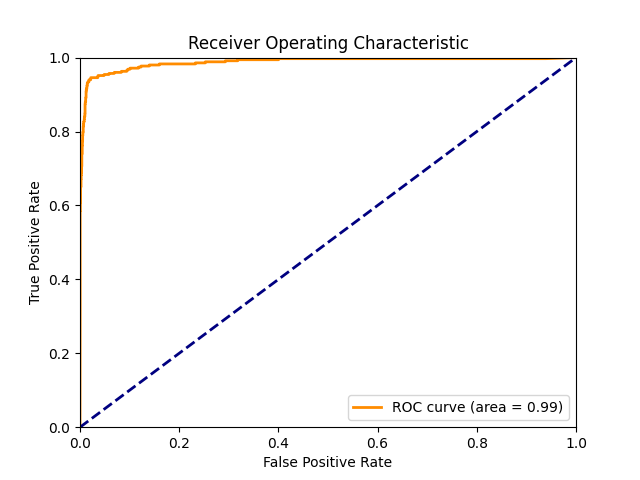 Receiver Operating Characteristic
True Positive Rate
1.0
0.8
0.6
0.4
0.2
0.0
ROC curve (area = 0.99)
0.0 0.2 0.4 0.6 0.8 1.0
False Positive Rate